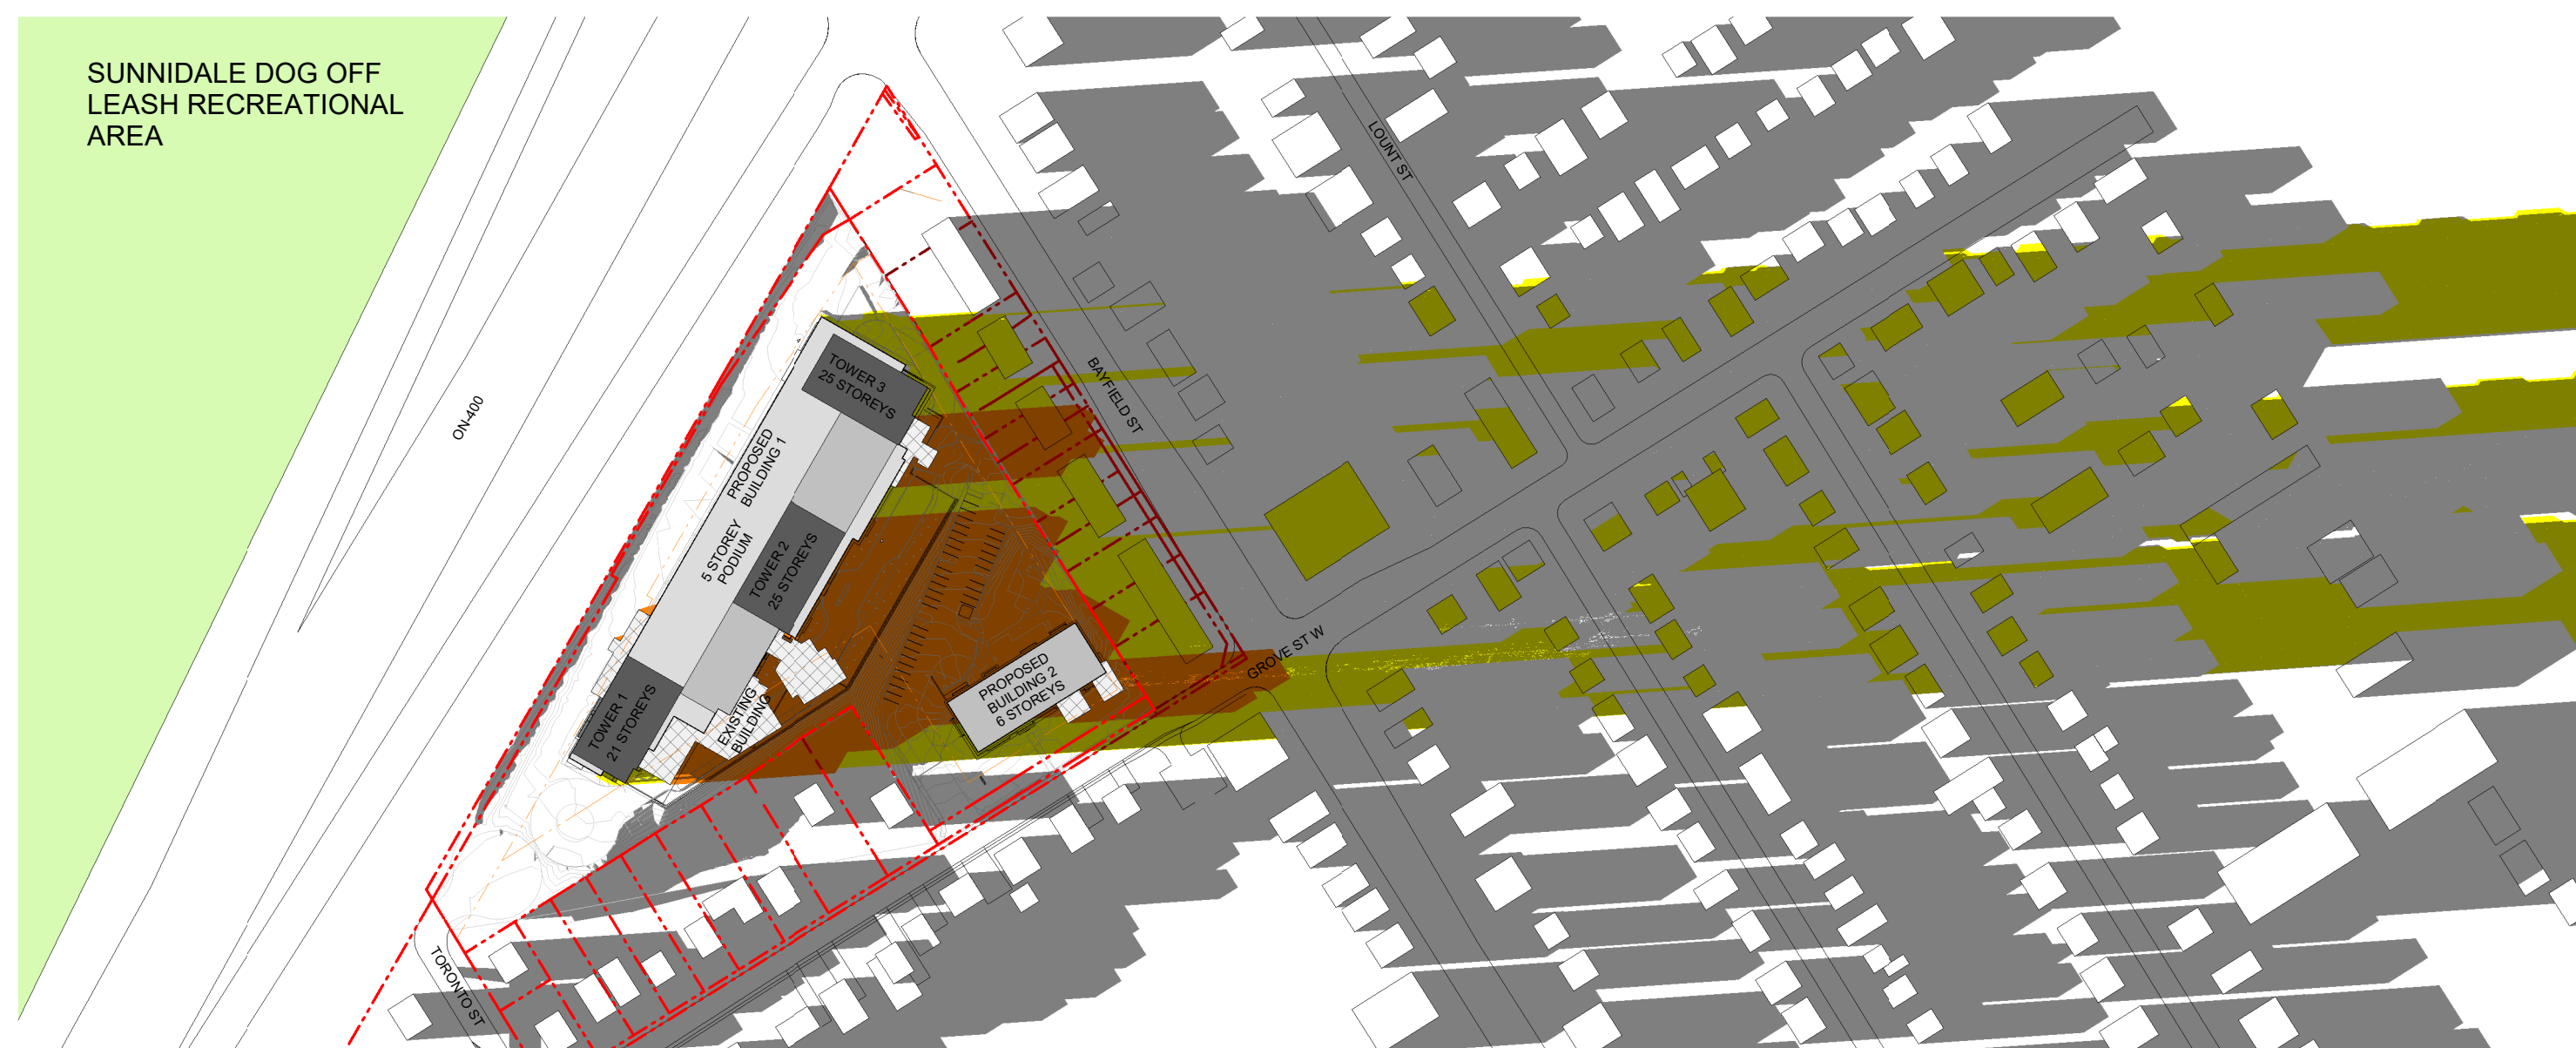 SUNNIDALE DOG OFF
LEASH RECREATIONAL
AREA
ON-400
LOUNT ST
BAYFIELD ST
TOWER 3
25 STOREYS
PROPOSED
BUILDING 1
5 STOREY
PODIUM
TOWER 2
25 STOREYS
TOWER 1
21 STOREYS
EXISTING
BUILDING
PROPOSED
BUILDING 2
6 STOREYS
GROVE ST W
TORONTO ST